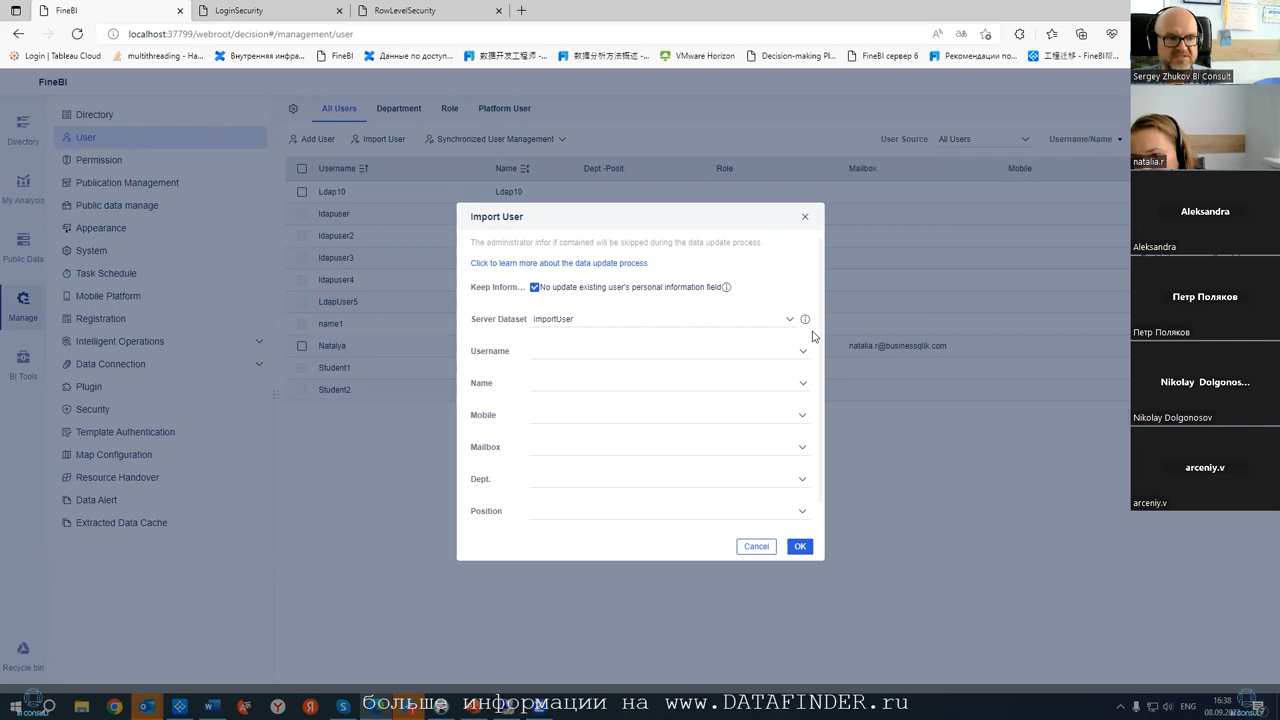 FineBI
LoginSecurity
RowLevelSecurity
localhost:37799/webroot/decision#/management/user
Login | Tableau Cloud
multithreading - Ha...
Внутренняя инфра...
Данные по доступ...
数据开发工程师...
数据分析方法概述 -...
VMware Horizon
Decision-making Pl...
FineBI сервер 6
Рекомендации по...
工程迁移 - FineBI帮...
FineBI
Directory
My Analysis
Public Data
Manage
BI Tools
Recycle bin
Directory
User
Permission
Publication Management
Public data manage
Appearance
System
Task Schedule
Mobile Platform
Registration
Intelligent Operations
Data Connection
Plugin
Security
Template Authentication
Map Configuration
Resource Handover
Data Alert
Extracted Data Cache
All Users
Department
Role
Platform User
Add User
Import User
Synchronized User Management
User Source
All Users
Username/Name
Username
Name
Dept.-Posit.
Role
Mailbox
Mobile
Ldap10
Ldap10
ldapuser
ldapuser2
ldapuser3
ldapuser4
LdapUser5
name1
Natalya
natalia.r@businessqlik.com
Student1
Student2
Import User
The administrator infor if contained will be skipped during the data update process.
Click to learn more about the data update process
Keep Inform...
No update existing user's personal information field
Server Dataset
ImportUser
Username
Name
Mobile
Mailbox
Dept.
Position
Cancel
OK
Sergey Zhukov BI Consult
natalia.r
Aleksandra
Aleksandra
Петр Поляков
Петр Поляков
Nikolay Dolgonos...
Nikolay Dolgonosov
arceniy.v
arceniy.v
больше информации на www.DATAFINDER.ru
16:38